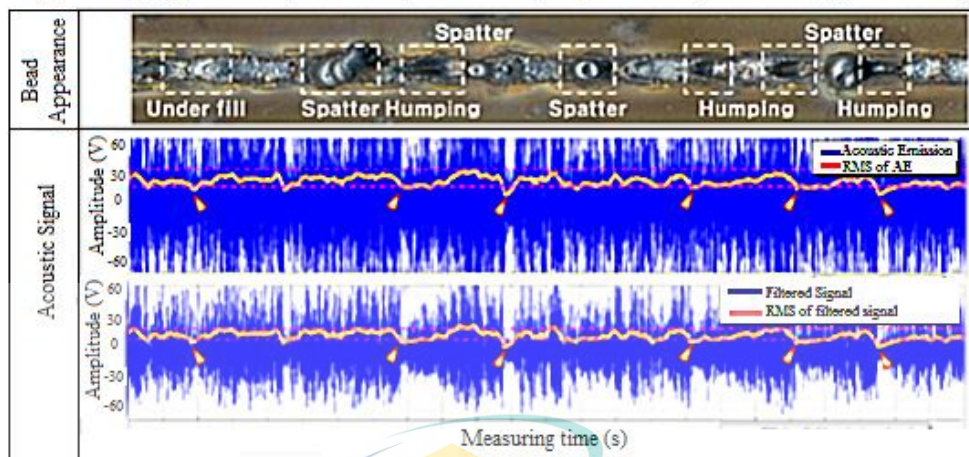 Bead
Appearance
Spatter
Spatter
Under fill
Spatter
Humping
Spatter
Humping
Humping
Acoustic Signal
Amplitude (V)
60
30
0
-30
-60
Acoustic Emission
RMS of AE
Amplitude (V)
60
30
0
-30
-60
Filtered Signal
RMS of filtered signal
Measuring time (s)